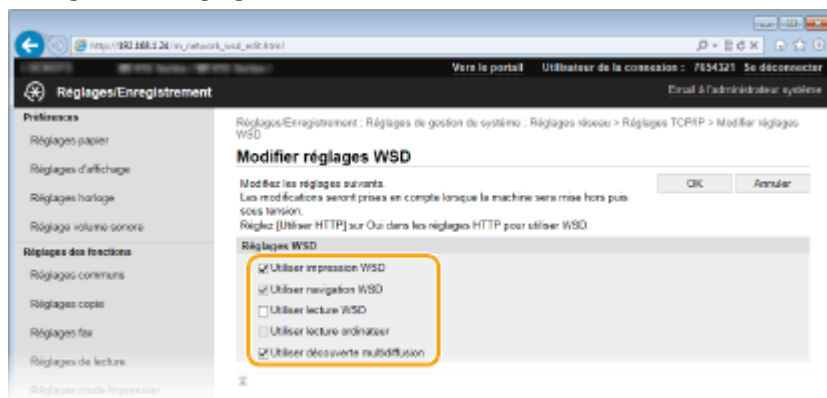 http://192.168.1.24/m_network_wsd_edit.html
Vers le portail Utilisateur de la connexion : 7654321 Se déconnecter
Réglages/Enregistrement
Email à l'administrateur système
Préférences
Réglages papier
Réglages d'affichage
Réglages horloge
Réglage volume sonore
Réglages des fonctions
Réglages communs
Réglages copie
Réglages fax
Réglages de lecture
Réglages mode Impression
Réglages/Enregistrement : Réglages de gestion du système : Réglages réseau > Réglages TCP/IP > Modifier réglages
WSD
Modifier réglages WSD
Modifiez les réglages suivants.
Les modifications seront prises en compte lorsque la machine sera mise hors puis
sous tension.
Réglez [Utiliser HTTP] sur Oui dans les réglages HTTP pour utiliser WSD.
OK Annuler
Réglages WSD
Utiliser impression WSD
Utiliser navigation WSD
Utiliser lecture WSD
Utiliser lecture ordinateur
Utiliser découverte multidiffusion